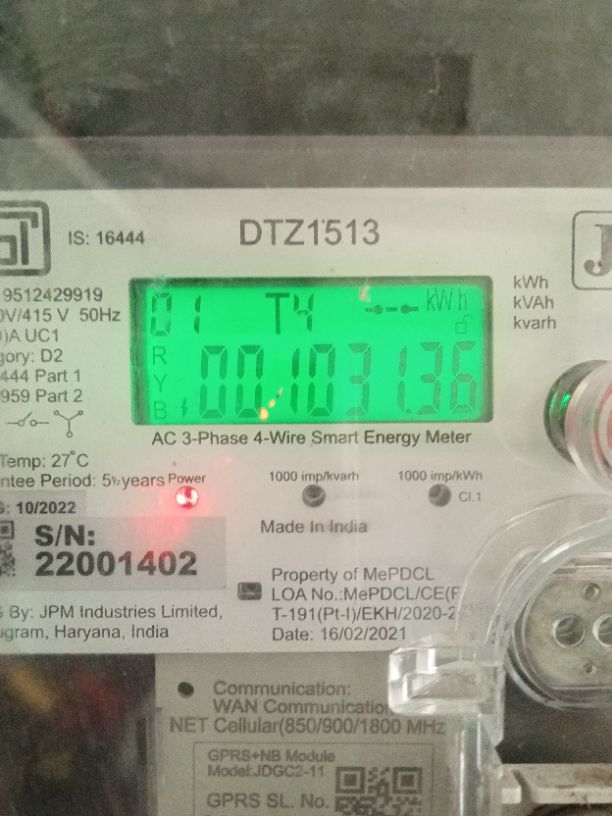 IS: 16444
DTZ1513
J
9512429919
0V/415 V 50Hz
)A UC1
gory: D2
444 Part 1
959 Part 2
01 T4 kWh
R
Y
B
001031.36
kWh
kVAh
kvarh
AC 3-Phase 4-Wire Smart Energy Meter
Temp: 27°C
ntee Period: 5½ years
Power
1000 imp/kvarh
1000 imp/kWh
Cl.1
G: 10/2022
S/N:
22001402
Made In India
Property of MePDCL
LOA No.:MePDCL/CE(P
T-191(Pt-I)/EKH/2020-2
Date: 16/02/2021
G By: JPM Industries Limited,
ugram, Haryana, India
Communication:
WAN Communication
NET Cellular(850/900/1800 MHz
GPRS+NB Module
Model:JDGC2-11
GPRS SL. No.